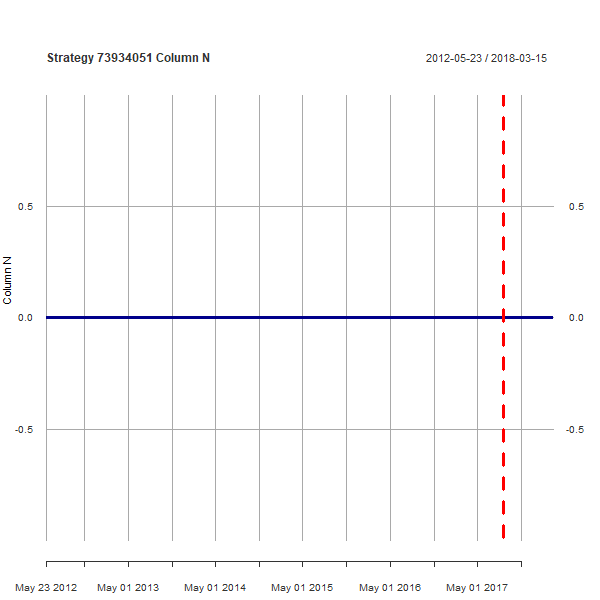 Strategy 73934051 Column N
2012-05-23 / 2018-03-15
0.5
0.5
Column N
0.0
0.0
-0.5
-0.5
May 23 2012
May 01 2013
May 01 2014
May 01 2015
May 01 2016
May 01 2017